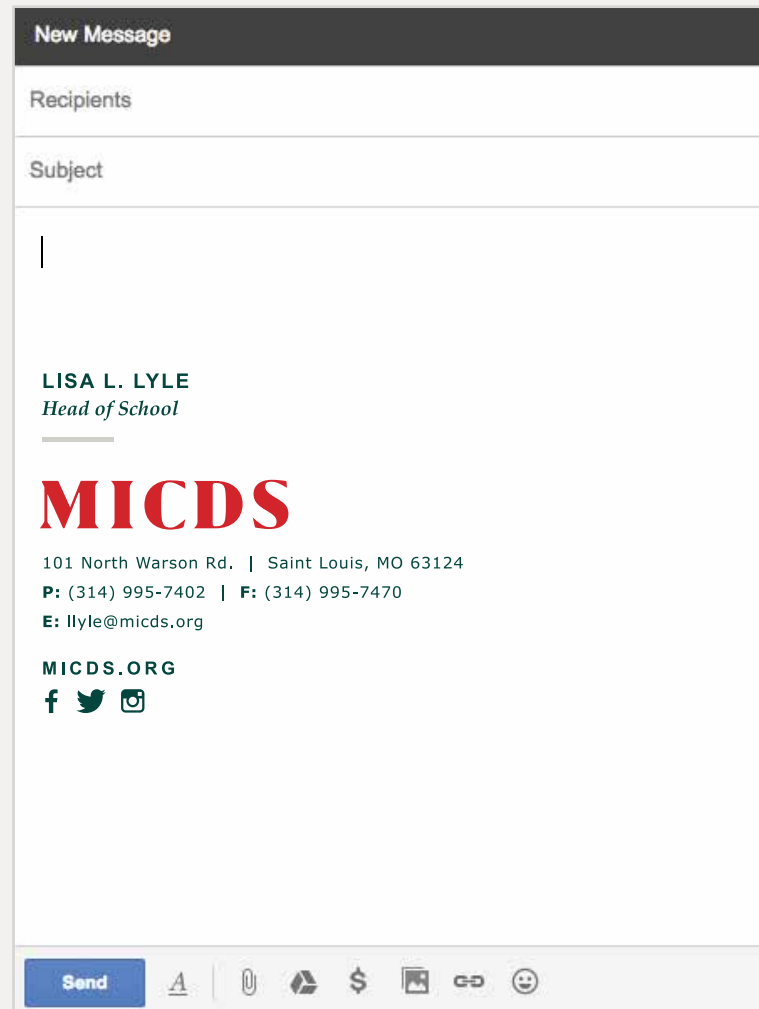 New Message
Recipients
Subject
LISA L. LYLE
Head of School
MICDS
101 North Warson Rd. | Saint Louis, MO 63124
P: (314) 995-7402 | F: (314) 995-7470
E: llyle@micds.org
MICDS.ORG
Send A $